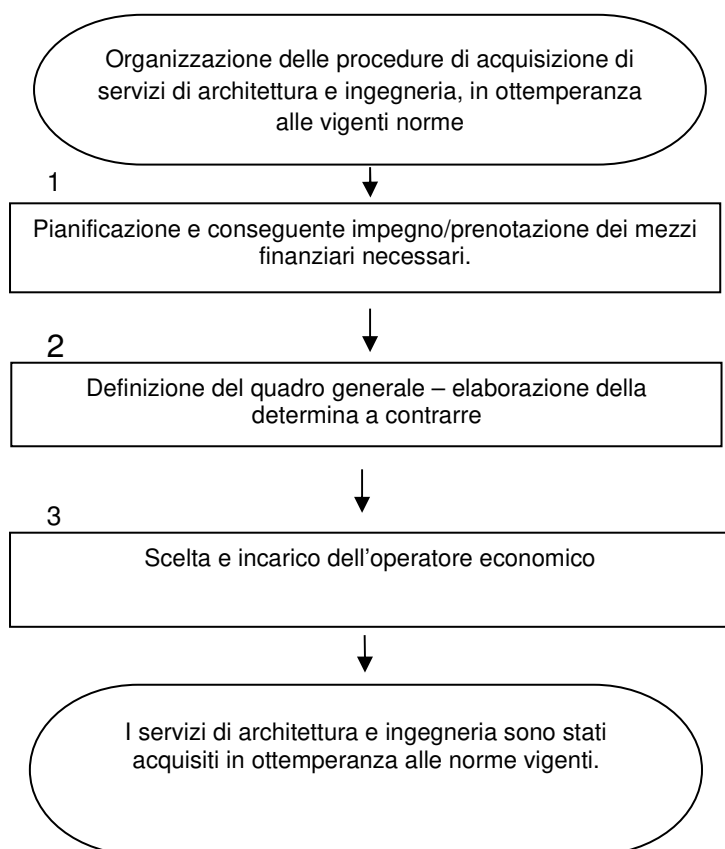 Organizzazione delle procedure di acquisizione di
servizi di architettura e ingegneria, in ottemperanza
alle vigenti norme
1
Pianificazione e conseguente impegno/prenotazione dei mezzi
finanziari necessari.
2
Definizione del quadro generale – elaborazione della
determina a contrarre
3
Scelta e incarico dell’operatore economico
I servizi di architettura e ingegneria sono stati
acquisiti in ottemperanza alle norme vigenti.